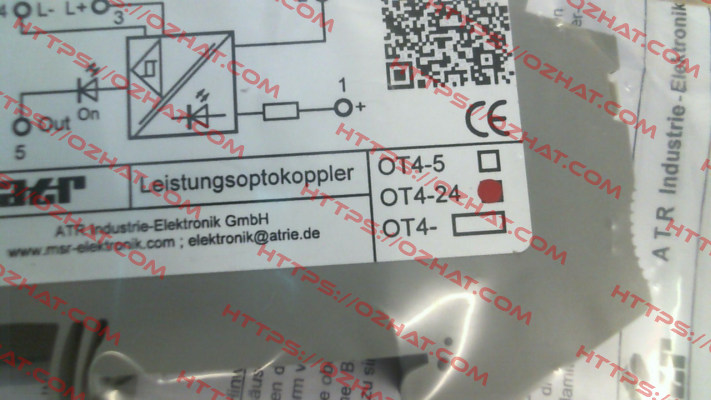 4 L- L+ 3
1
+
On
Out
5
CE
Leistungsoptokoppler
OT4-5
OT4-24
OT4-
atr
ATR Industrie-Elektronik GmbH
www.msr-elektronik.com ; elektronik@atrie.de
ATR Industrie-Elektronik
HTTPS://OZHAT.COM